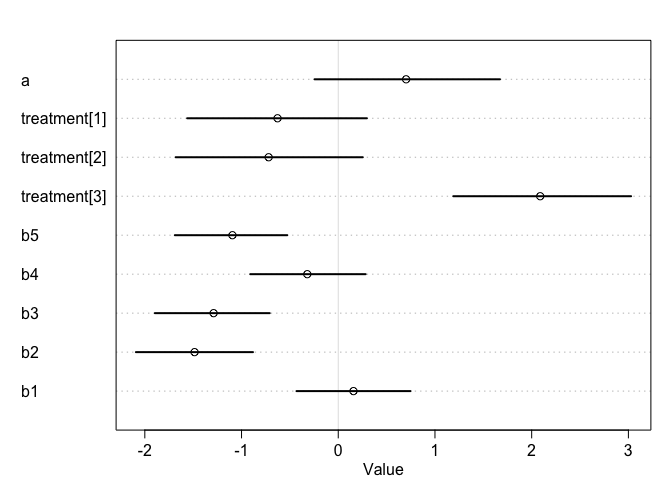 a
treatment[1]
treatment[2]
treatment[3]
b5
b4
b3
b2
b1
-2 -1 0 1 2 3
Value